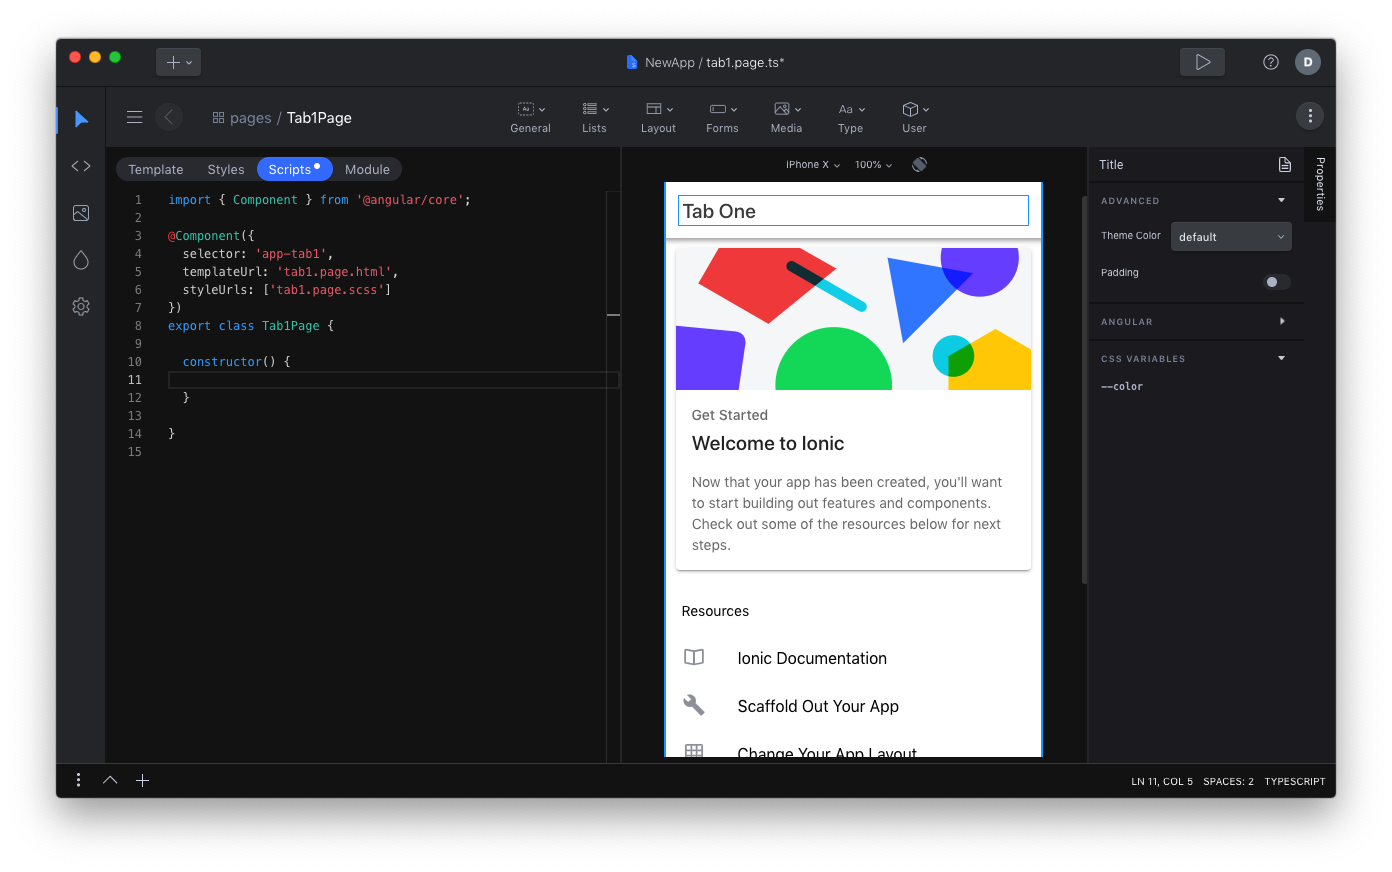 NewApp / tab1.page.ts*
D
pages / Tab1Page
General
Lists
Layout
Forms
Media
Aa
Type
User
Template
Styles
Scripts
Module
iPhone X
100%
Title
Properties
1 import { Component } from '@angular/core';
2
3 @Component({
4 selector: 'app-tab1',
5 templateUrl: 'tab1.page.html',
6 styleUrls: ['tab1.page.scss']
7 })
8 export class Tab1Page {
9
10 constructor() {
11
12 }
13
14 }
15
Tab One
Get Started
Welcome to Ionic
Now that your app has been created, you'll want
to start building out features and components.
Check out some of the resources below for next
steps.
Resources
Ionic Documentation
Scaffold Out Your App
Change Your App Layout
ADVANCED
Theme Color default
Padding
ANGULAR
CSS VARIABLES
--color
LN 11, COL 5 SPACES: 2 TYPESCRIPT